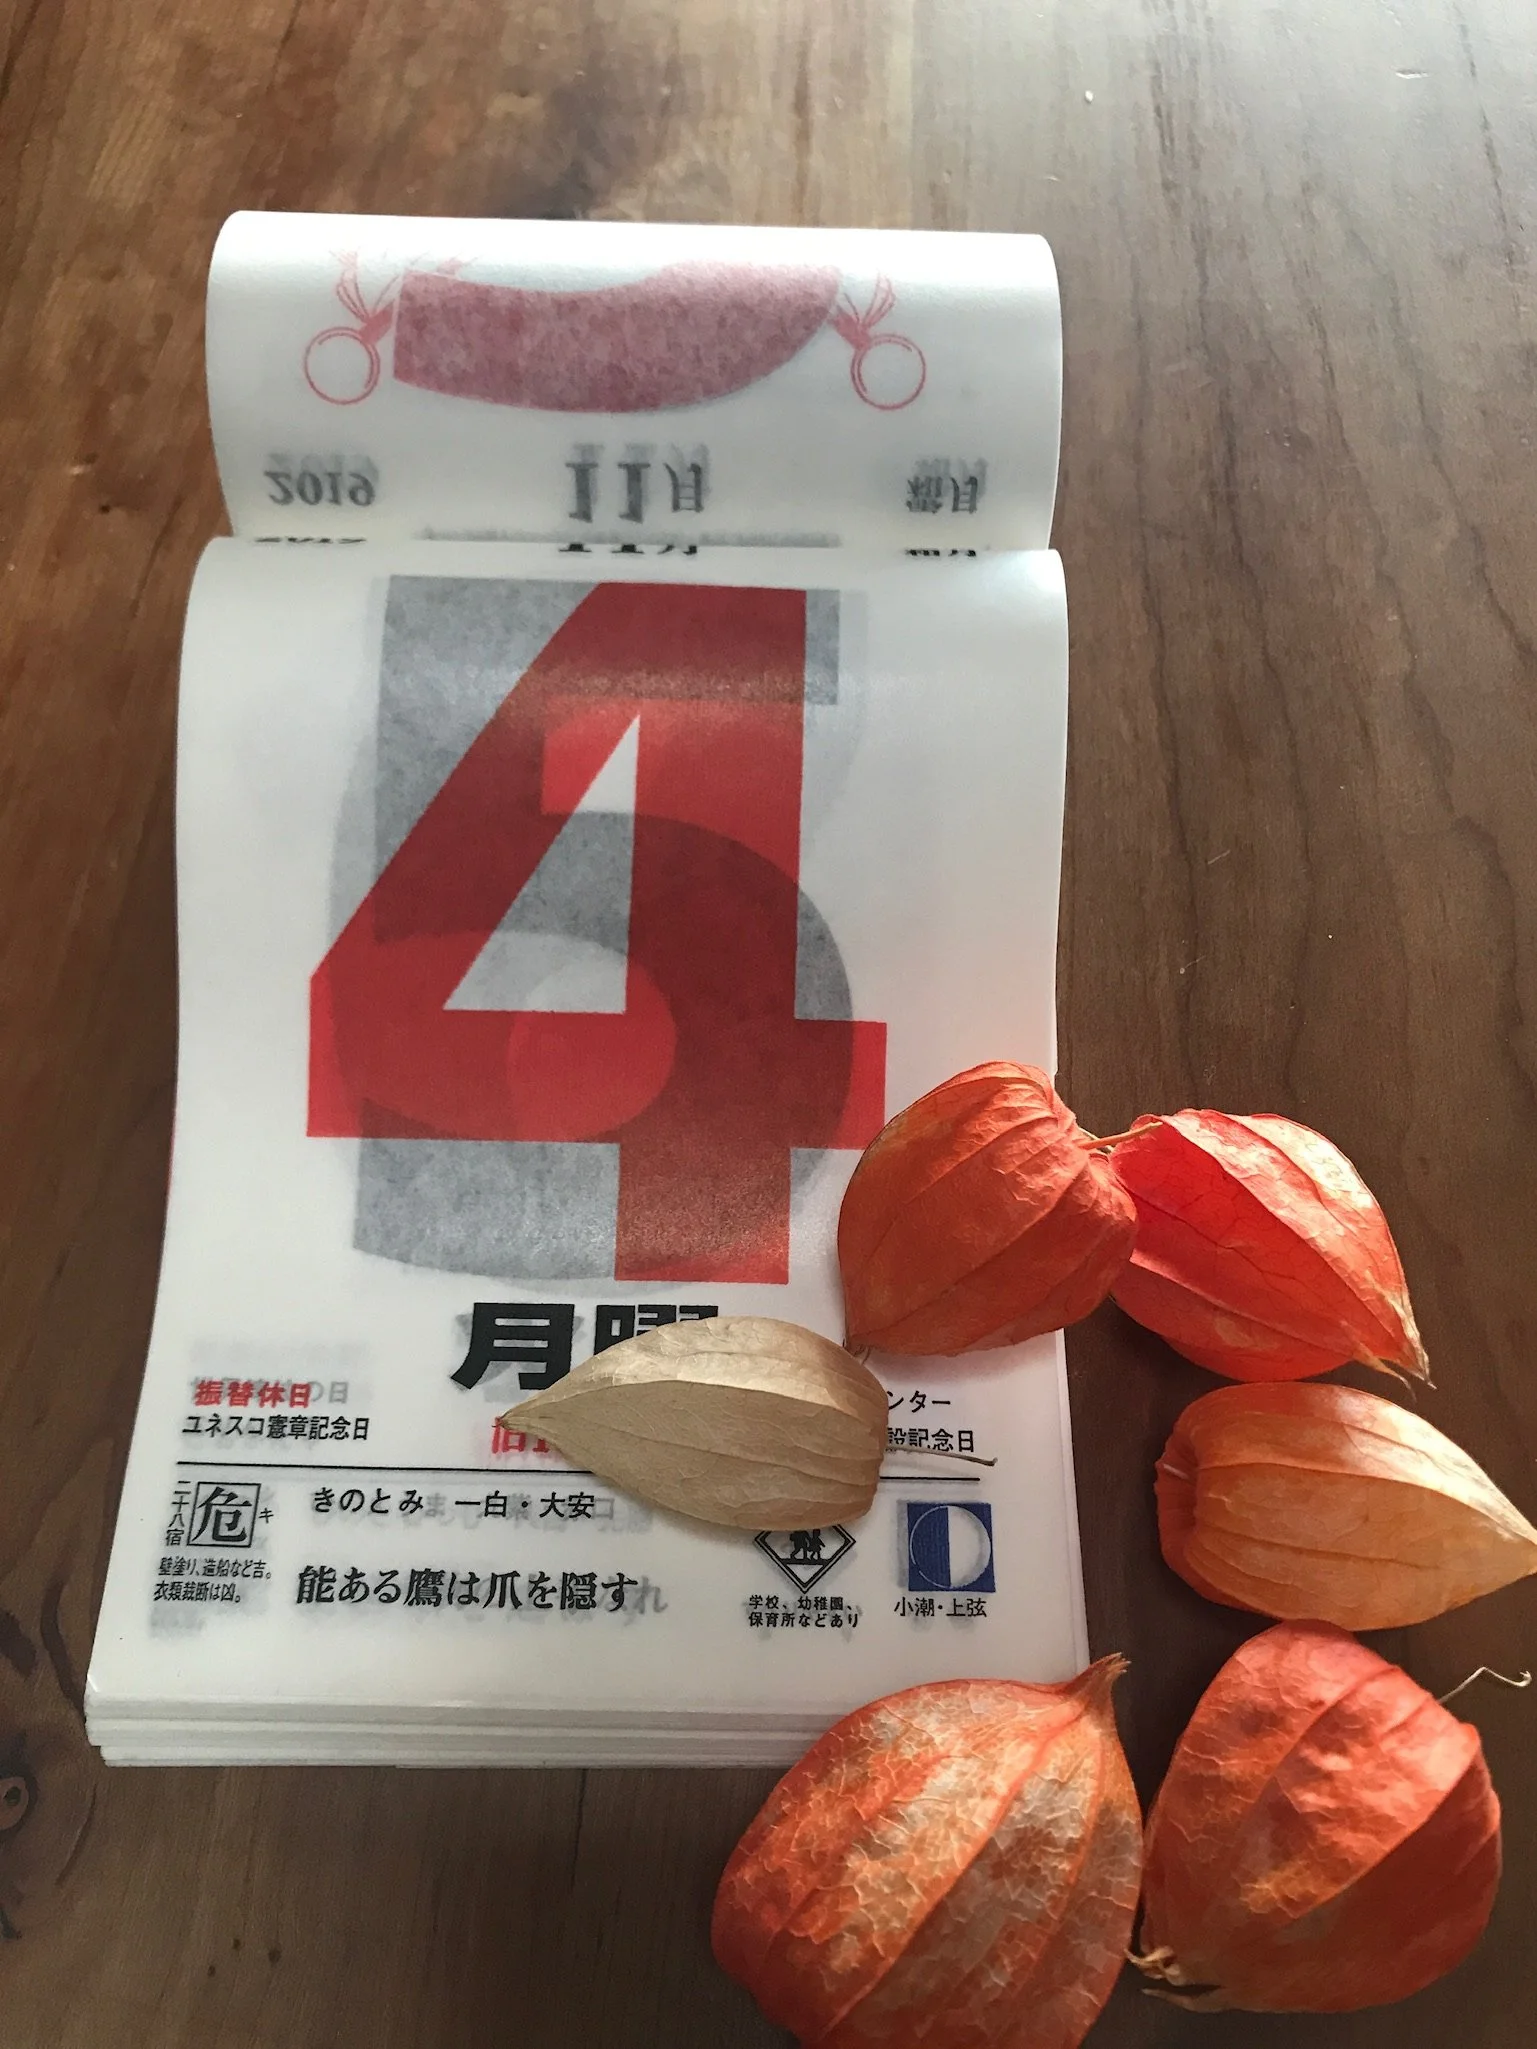 2019 11月 霜月
4
月曜
振替休日
ユネスコ憲章記念日
ンター
設記念日
旧
二十八宿 危 キ
壁塗り、造船など吉。
衣類裁断は凶。
きのとみ 一白・大安
能ある鷹は爪を隠す
学校、幼稚園、
保育所などあり
小潮・上弦